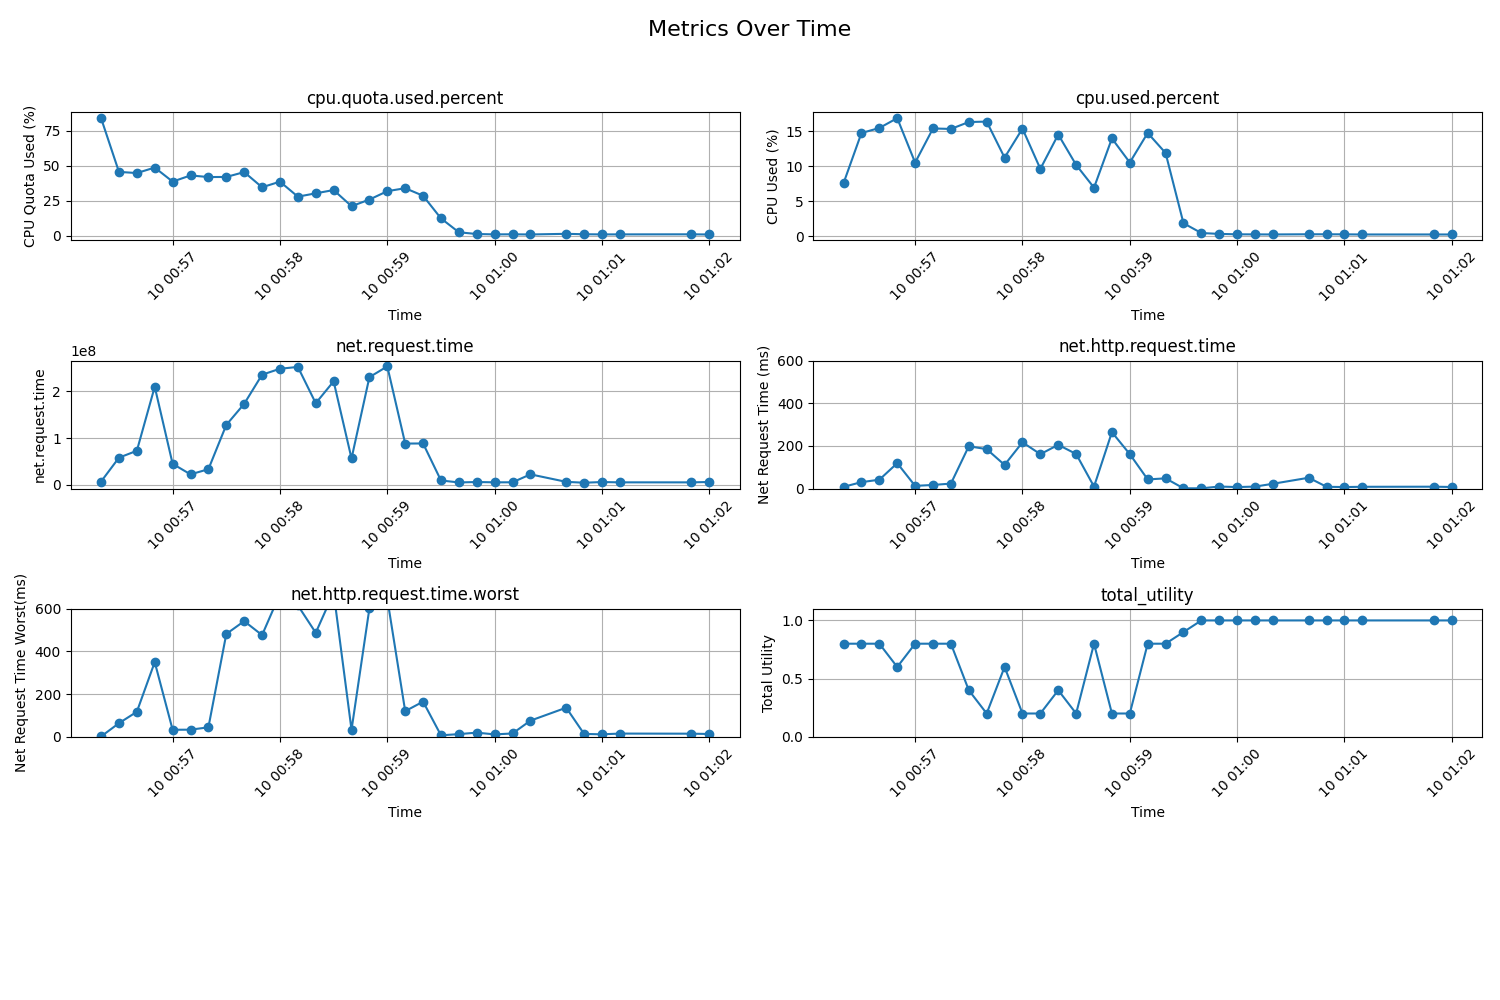 Metrics Over Time
cpu.quota.used.percent
CPU Quota Used (%)
75
50
25
0
10 00:57
10 00:58
10 00:59
10 01:00
10 01:01
10 01:02
Time
cpu.used.percent
CPU Used (%)
15
10
5
0
10 00:57
10 00:58
10 00:59
10 01:00
10 01:01
10 01:02
Time
net.request.time
1e8
net.request.time
2
1
0
10 00:57
10 00:58
10 00:59
10 01:00
10 01:01
10 01:02
Time
net.http.request.time
Net Request Time (ms)
600
400
200
0
10 00:57
10 00:58
10 00:59
10 01:00
10 01:01
10 01:02
Time
net.http.request.time.worst
Net Request Time Worst(ms)
600
400
200
0
10 00:57
10 00:58
10 00:59
10 01:00
10 01:01
10 01:02
Time
total_utility
Total Utility
1.0
0.5
0.0
10 00:57
10 00:58
10 00:59
10 01:00
10 01:01
10 01:02
Time